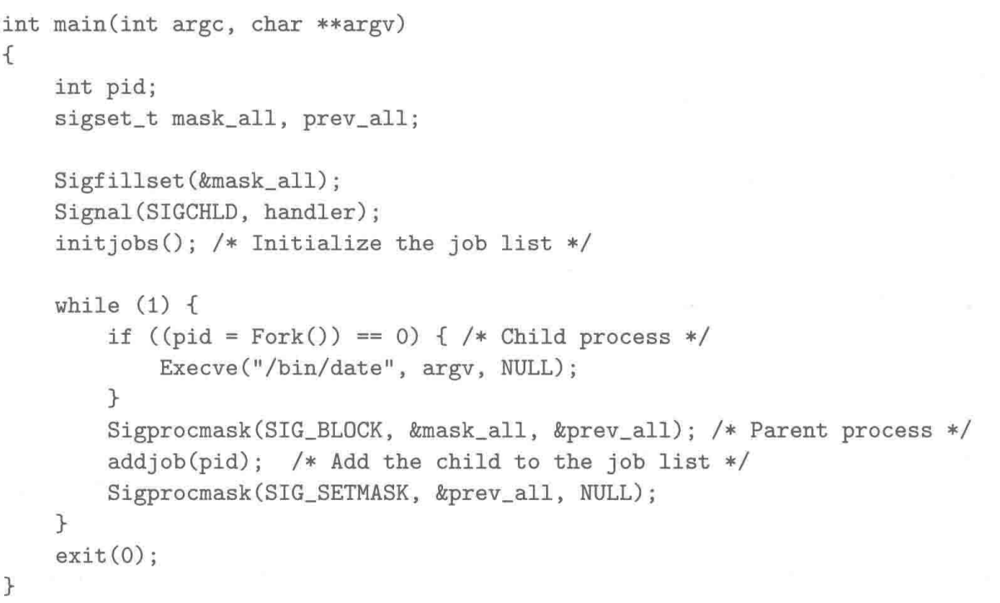 int main(int argc, char **argv)
{
    int pid;
    sigset_t mask_all, prev_all;

    Sigfillset(&mask_all);
    Signal(SIGCHLD, handler);
    initjobs(); /* Initialize the job list */

    while (1) {
        if ((pid = Fork()) == 0) { /* Child process */
            Execve("/bin/date", argv, NULL);
        }
        Sigprocmask(SIG_BLOCK, &mask_all, &prev_all); /* Parent process */
        addjob(pid);  /* Add the child to the job list */
        Sigprocmask(SIG_SETMASK, &prev_all, NULL);
    }
    exit(0);
}